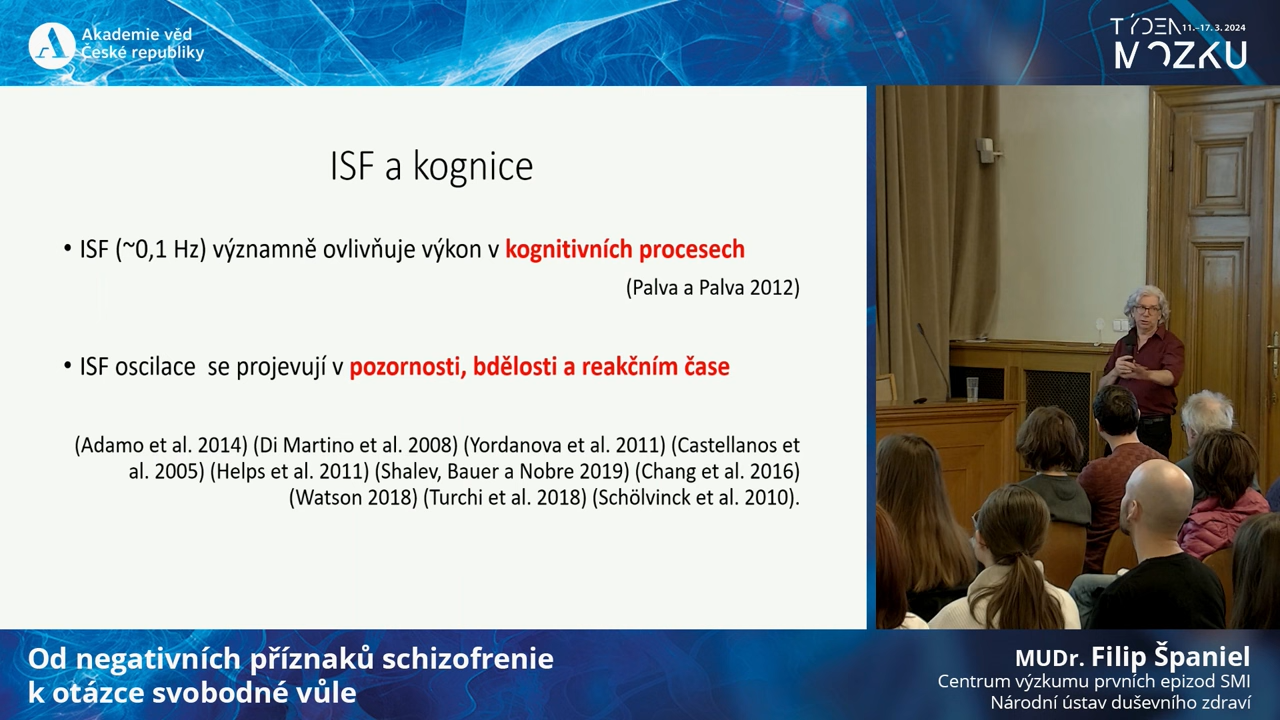 Akademie věd
České republiky
TÝDEN 11.–17. 3. 2024
MOZKU
ISF a kognice
• ISF (~0,1 Hz) významně ovlivňuje výkon v kognitivních procesech
(Palva a Palva 2012)
• ISF oscilace  se projevují v pozornosti, bdělosti a reakčním čase
(Adamo et al. 2014) (Di Martino et al. 2008) (Yordanova et al. 2011) (Castellanos et
al. 2005) (Helps et al. 2011) (Shalev, Bauer a Nobre 2019) (Chang et al. 2016)
(Watson 2018) (Turchi et al. 2018) (Schölvinck et al. 2010).
Od negativních příznaků schizofrenie
k otázce svobodné vůle
MUDr. Filip Španiel
Centrum výzkumu prvních epizod SMI
Národní ústav duševního zdraví